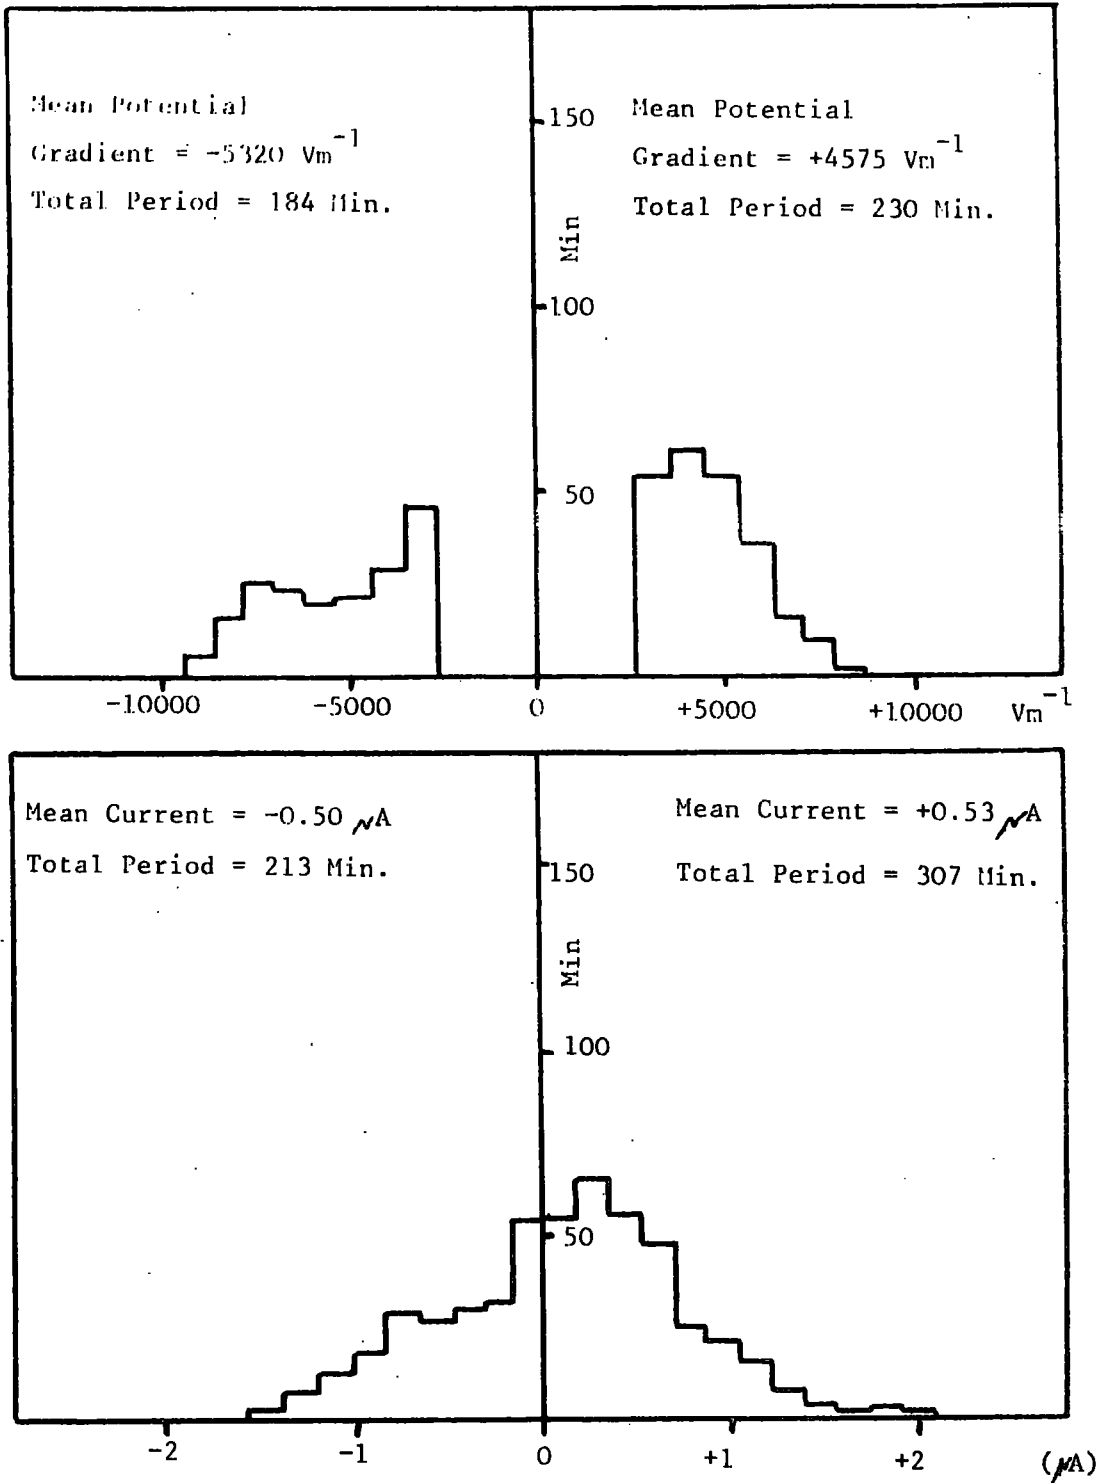 Mean Potential
Gradient = -5320 Vm⁻¹
Total Period = 184 Min.
Mean Potential
Gradient = +4575 Vm⁻¹
Total Period = 230 Min.
150
Min
100
50
-10000 -5000 0 +5000 +10000 Vm⁻¹
Mean Current = -0.50 μA
Total Period = 213 Min.
Mean Current = +0.53 μA
Total Period = 307 Min.
150
Min
100
50
-2 -1 0 +1 +2 (μA)